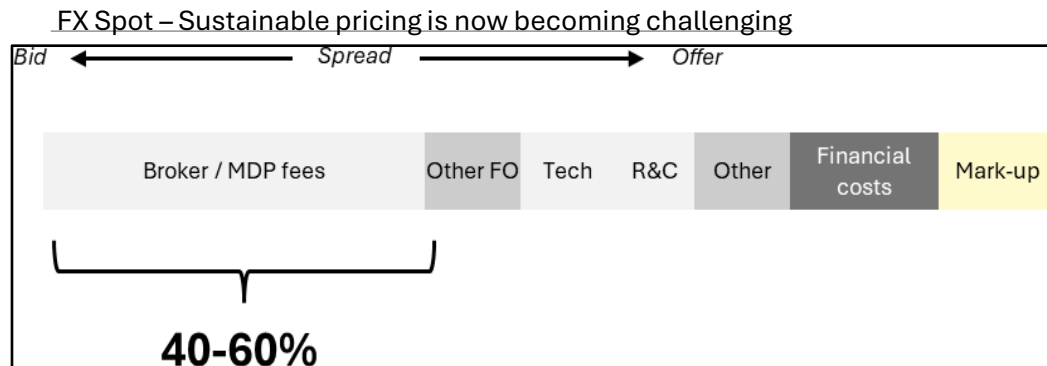 FX Spot – Sustainable pricing is now becoming challenging
Bid Spread Offer
Broker / MDP fees Other FO Tech R&C Other Financial costs Mark-up
40-60%